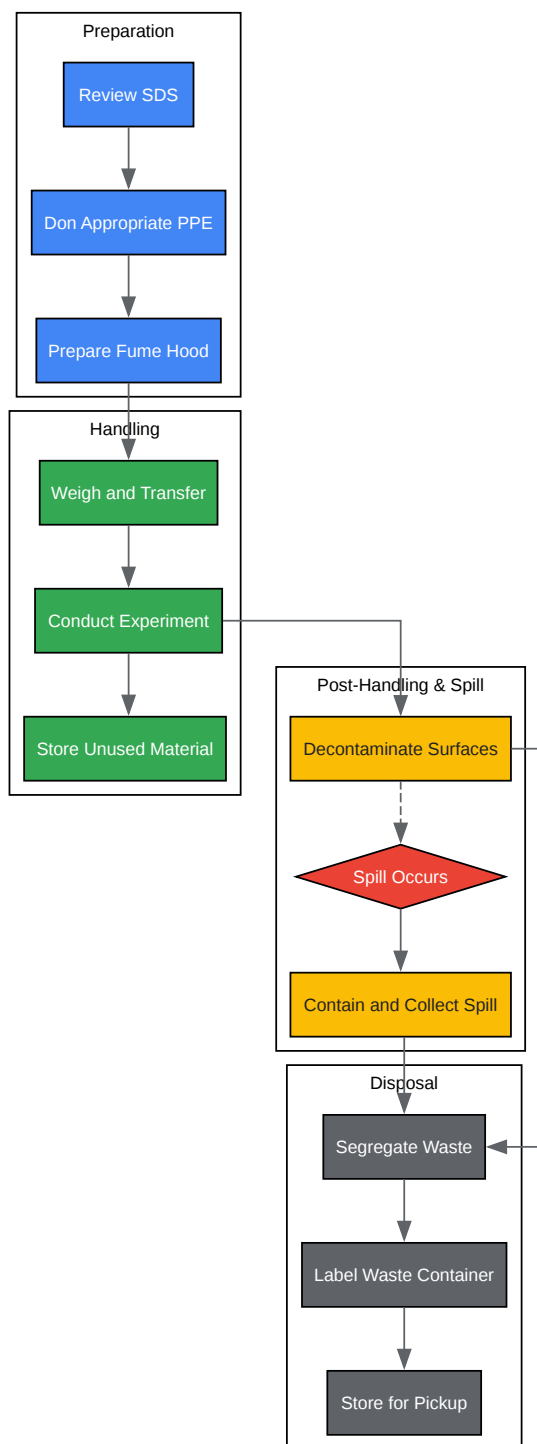 Preparation
Review SDS
Don Appropriate PPE
Prepare Fume Hood
Handling
Weigh and Transfer
Conduct Experiment
Store Unused Material
Post-Handling & Spill
Decontaminate Surfaces
Spill Occurs
Contain and Collect Spill
Disposal
Segregate Waste
Label Waste Container
Store for Pickup